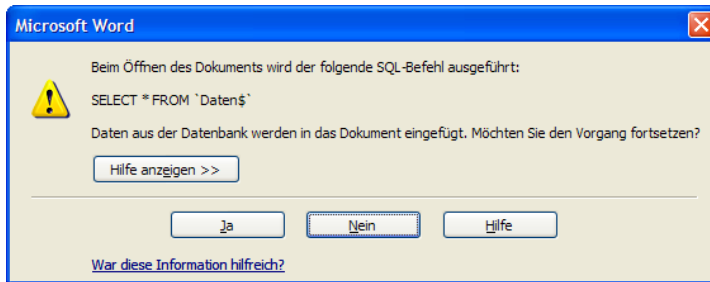 Microsoft Word
Beim Öffnen des Dokuments wird der folgende SQL-Befehl ausgeführt:
SELECT * FROM `Daten$`
Daten aus der Datenbank werden in das Dokument eingefügt. Möchten Sie den Vorgang fortsetzen?
Hilfe anzeigen >>
Ja Nein Hilfe
War diese Information hilfreich?